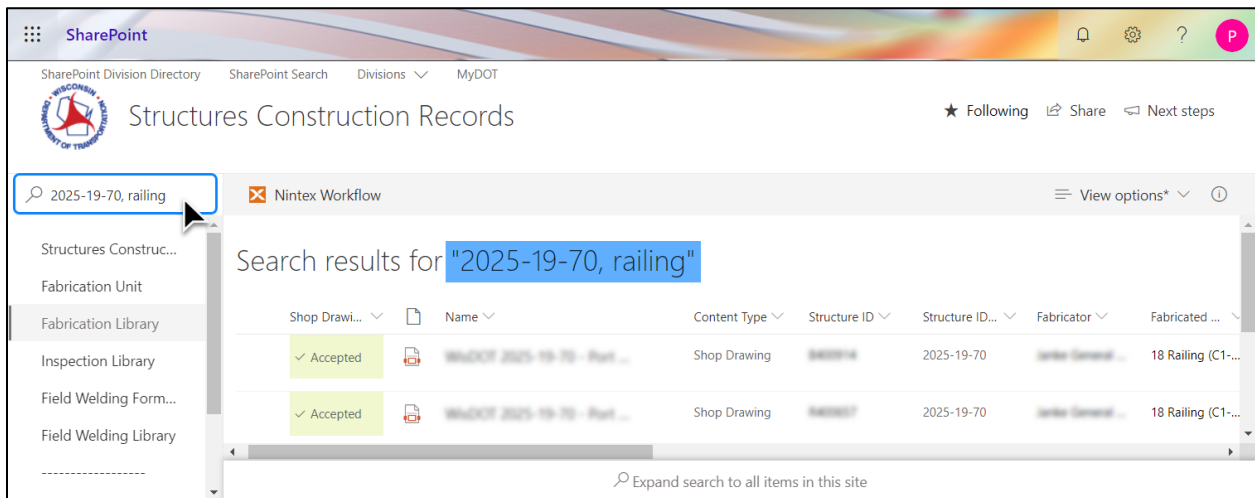 SharePoint
?
P
SharePoint Division Directory SharePoint Search Divisions MyDOT
WISCONSIN
DEPARTMENT OF TRANSPORTATION
Structures Construction Records
Following Share Next steps
2025-19-70, railing
Nintex Workflow
View options*
Structures Construc...
Fabrication Unit
Fabrication Library
Inspection Library
Field Welding Form...
Field Welding Library
-----------------
Search results for "2025-19-70, railing"
Shop Drawi... Name Content Type Structure ID Structure ID... Fabricator Fabricated ...
Accepted Shop Drawing 2025-19-70 18 Railing (C1-...
Accepted Shop Drawing 2025-19-70 18 Railing (C1-...
Expand search to all items in this site